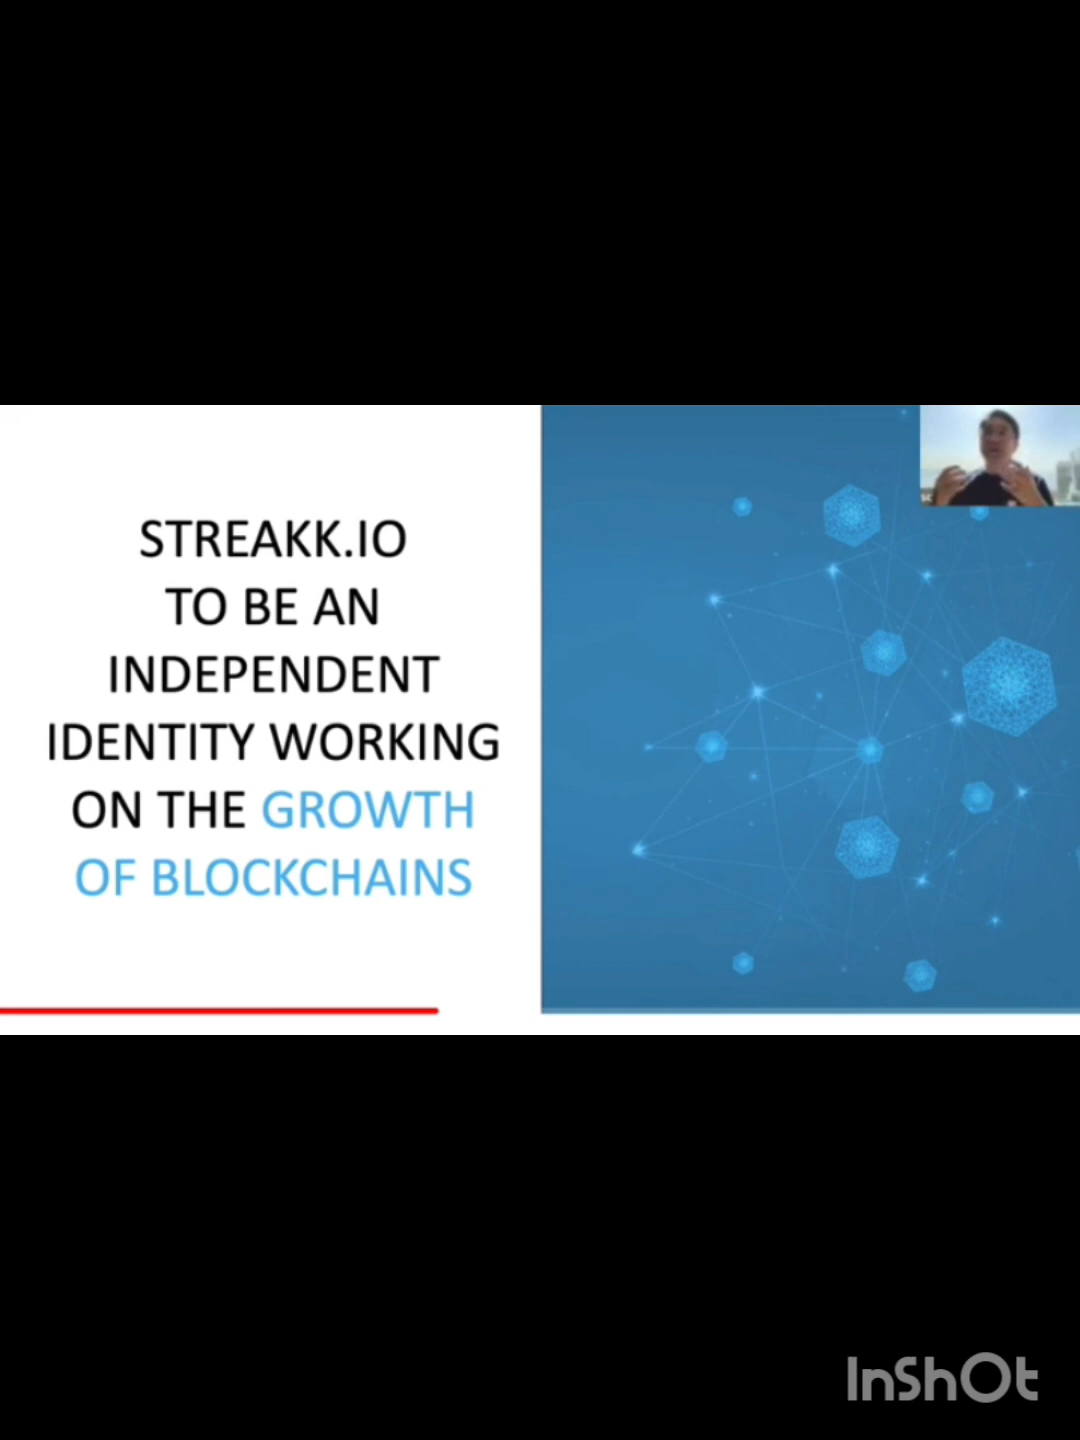 STREAKK.IO
TO BE AN
INDEPENDENT
IDENTITY WORKING
ON THE GROWTH
OF BLOCKCHAINS
InShOt